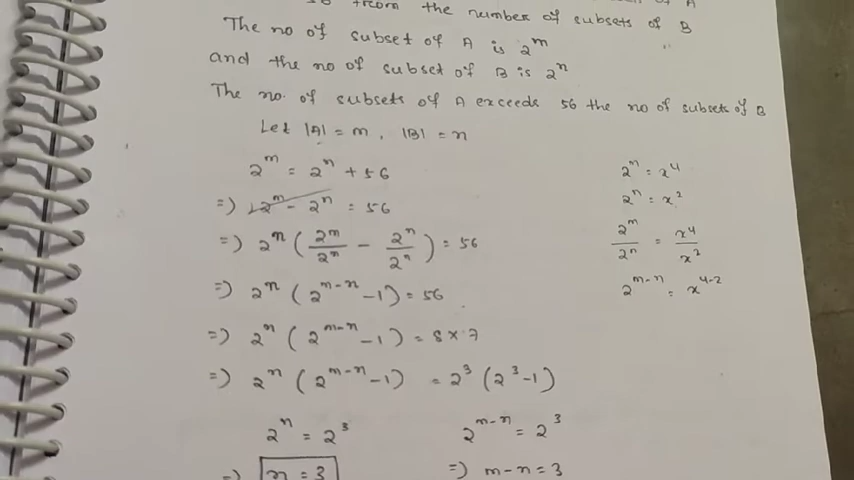 from the number of subsets of B
The no of subset of A is 2^m
and the no of subset of B is 2^n
The no. of subsets of A exceeds 56 the no of subsets of B
Let |A| = m, |B| = n
2^m = 2^n + 56
=) 2^m - 2^n = 56
=) 2^n (2^m/2^n - 2^n/2^n) = 56
=) 2^n (2^{m-n} - 1) = 56
=) 2^n (2^{m-n} - 1) = 8 × 7
=) 2^n (2^{m-n} - 1) = 2^3 (2^3 - 1)
2^n = 2^3 2^{m-n} = 2^3
=) n = 3 =) m - n = 3
2^m = x^4
2^n = x^2
2^m/2^n = x^4/x^2
2^{m-n} = x^{4-2}